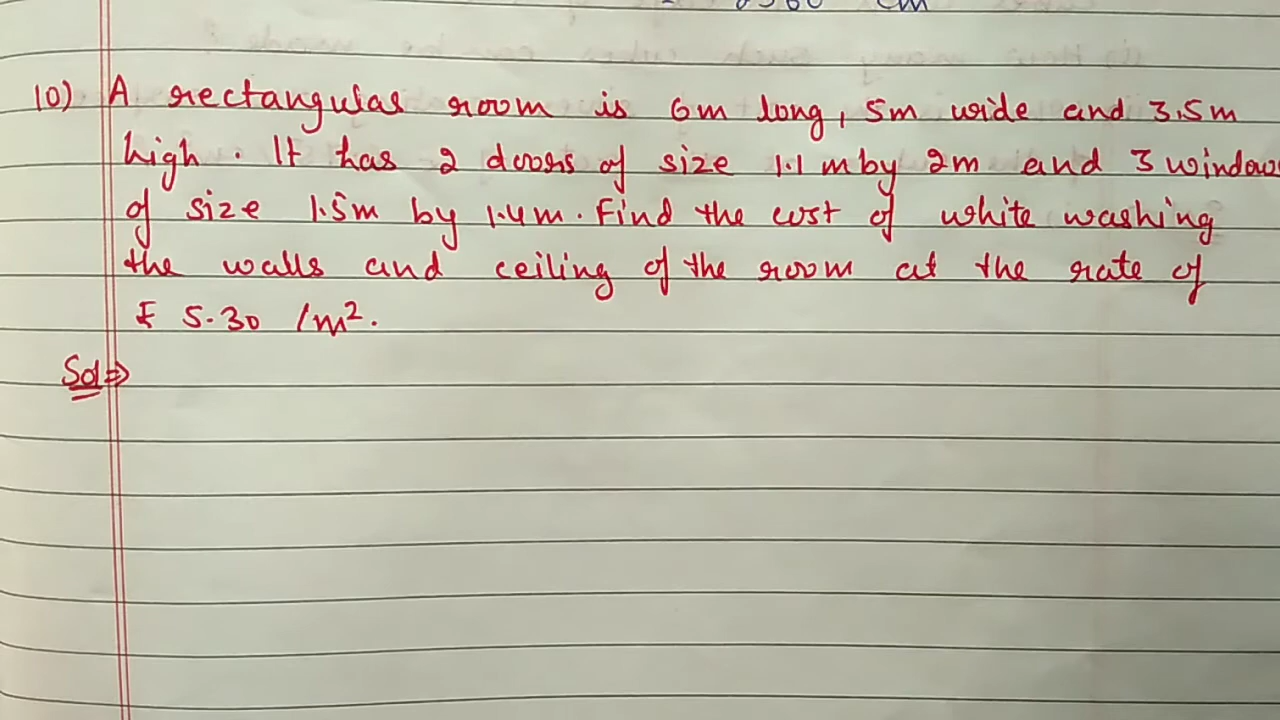 cm
10) A rectangular room is 6m long, 5m wide and 3.5m
high. It has 2 doors of size 1.1 m by 2m and 3 window
of size 1.5m by 1.4m. Find the cost of white washing
the walls and ceiling of the room at the rate of
₹ 5.30 /m².
Sol⇒